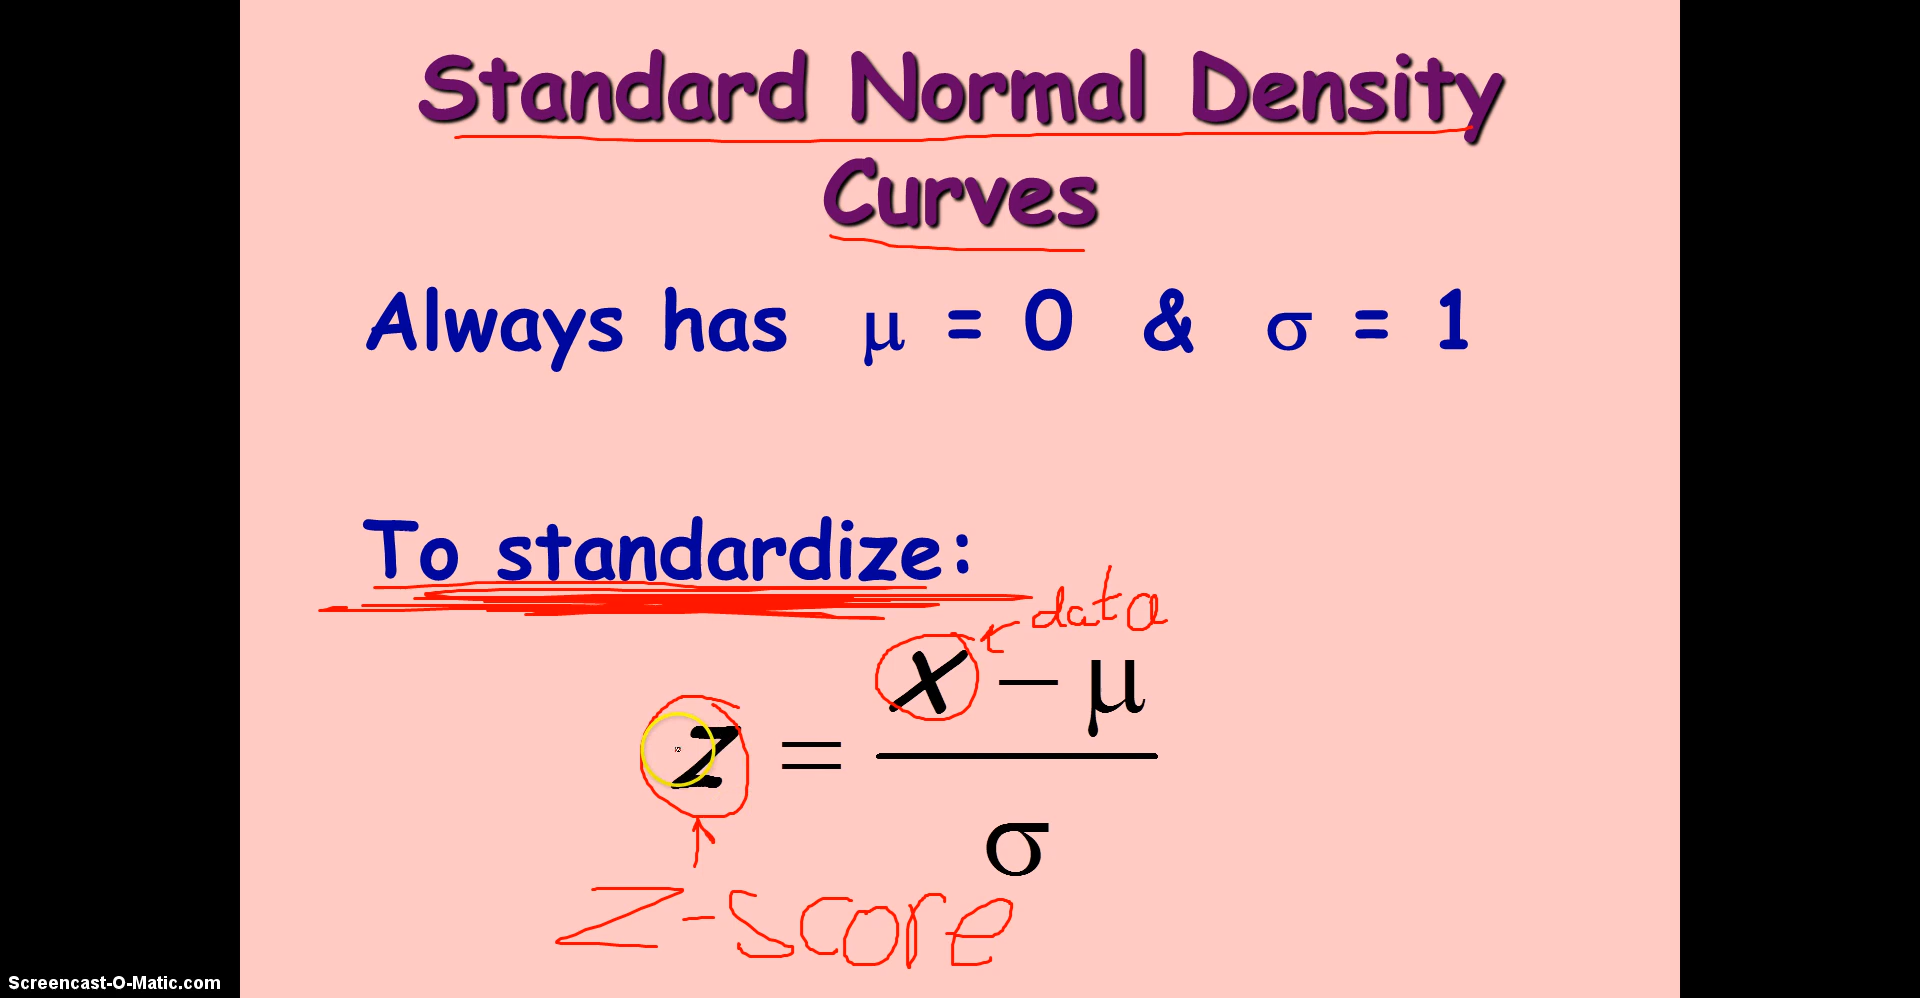 Standard Normal Density
Curves
Always has μ = 0 & σ = 1
To standardize:
data
z = x − μ
σ
z-score
Screencast-O-Matic.com